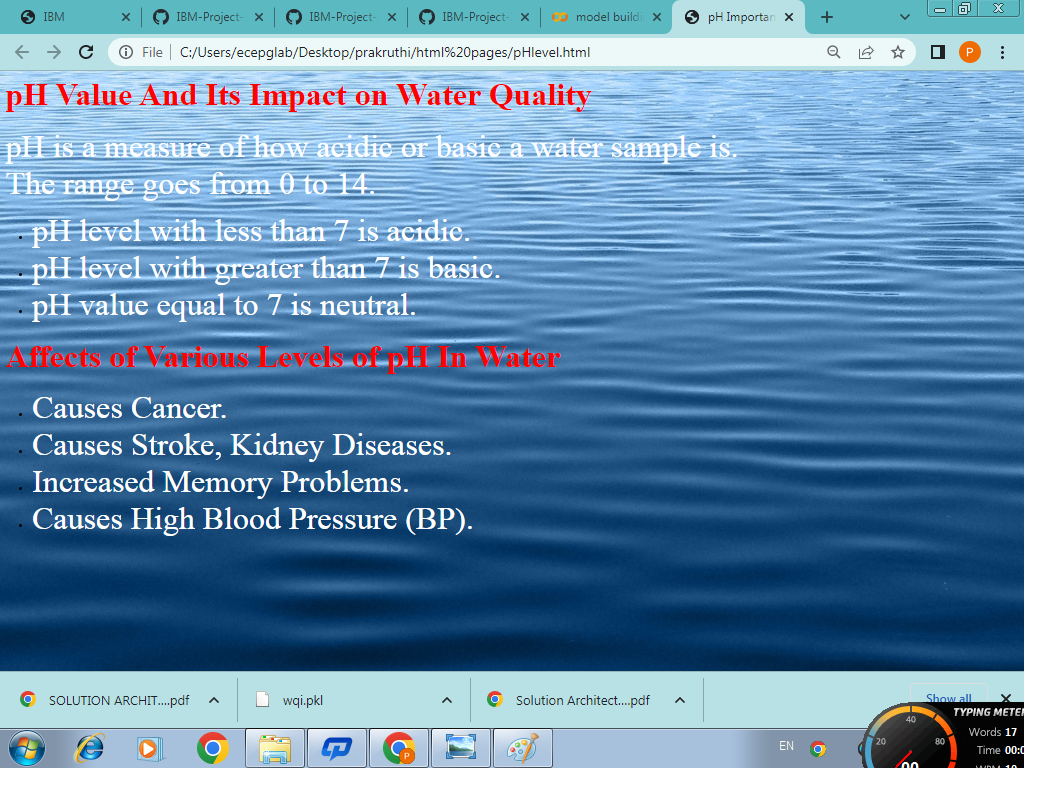 IBM
IBM-Project-
IBM-Project-
IBM-Project-
model buildi
pH Importan
File
C:/Users/ecepglab/Desktop/prakruthi/html%20pages/pHlevel.html
P
pH Value And Its Impact on Water Quality
pH is a measure of how acidic or basic a water sample is.
The range goes from 0 to 14.
pH level with less than 7 is acidic.
pH level with greater than 7 is basic.
pH value equal to 7 is neutral.
Affects of Various Levels of pH In Water
Causes Cancer.
Causes Stroke, Kidney Diseases.
Increased Memory Problems.
Causes High Blood Pressure (BP).
SOLUTION ARCHIT....pdf
wqi.pkl
Solution Architect....pdf
Show all
TYPING METE
40
20
80
Words 17
Time 00:0
EN
P